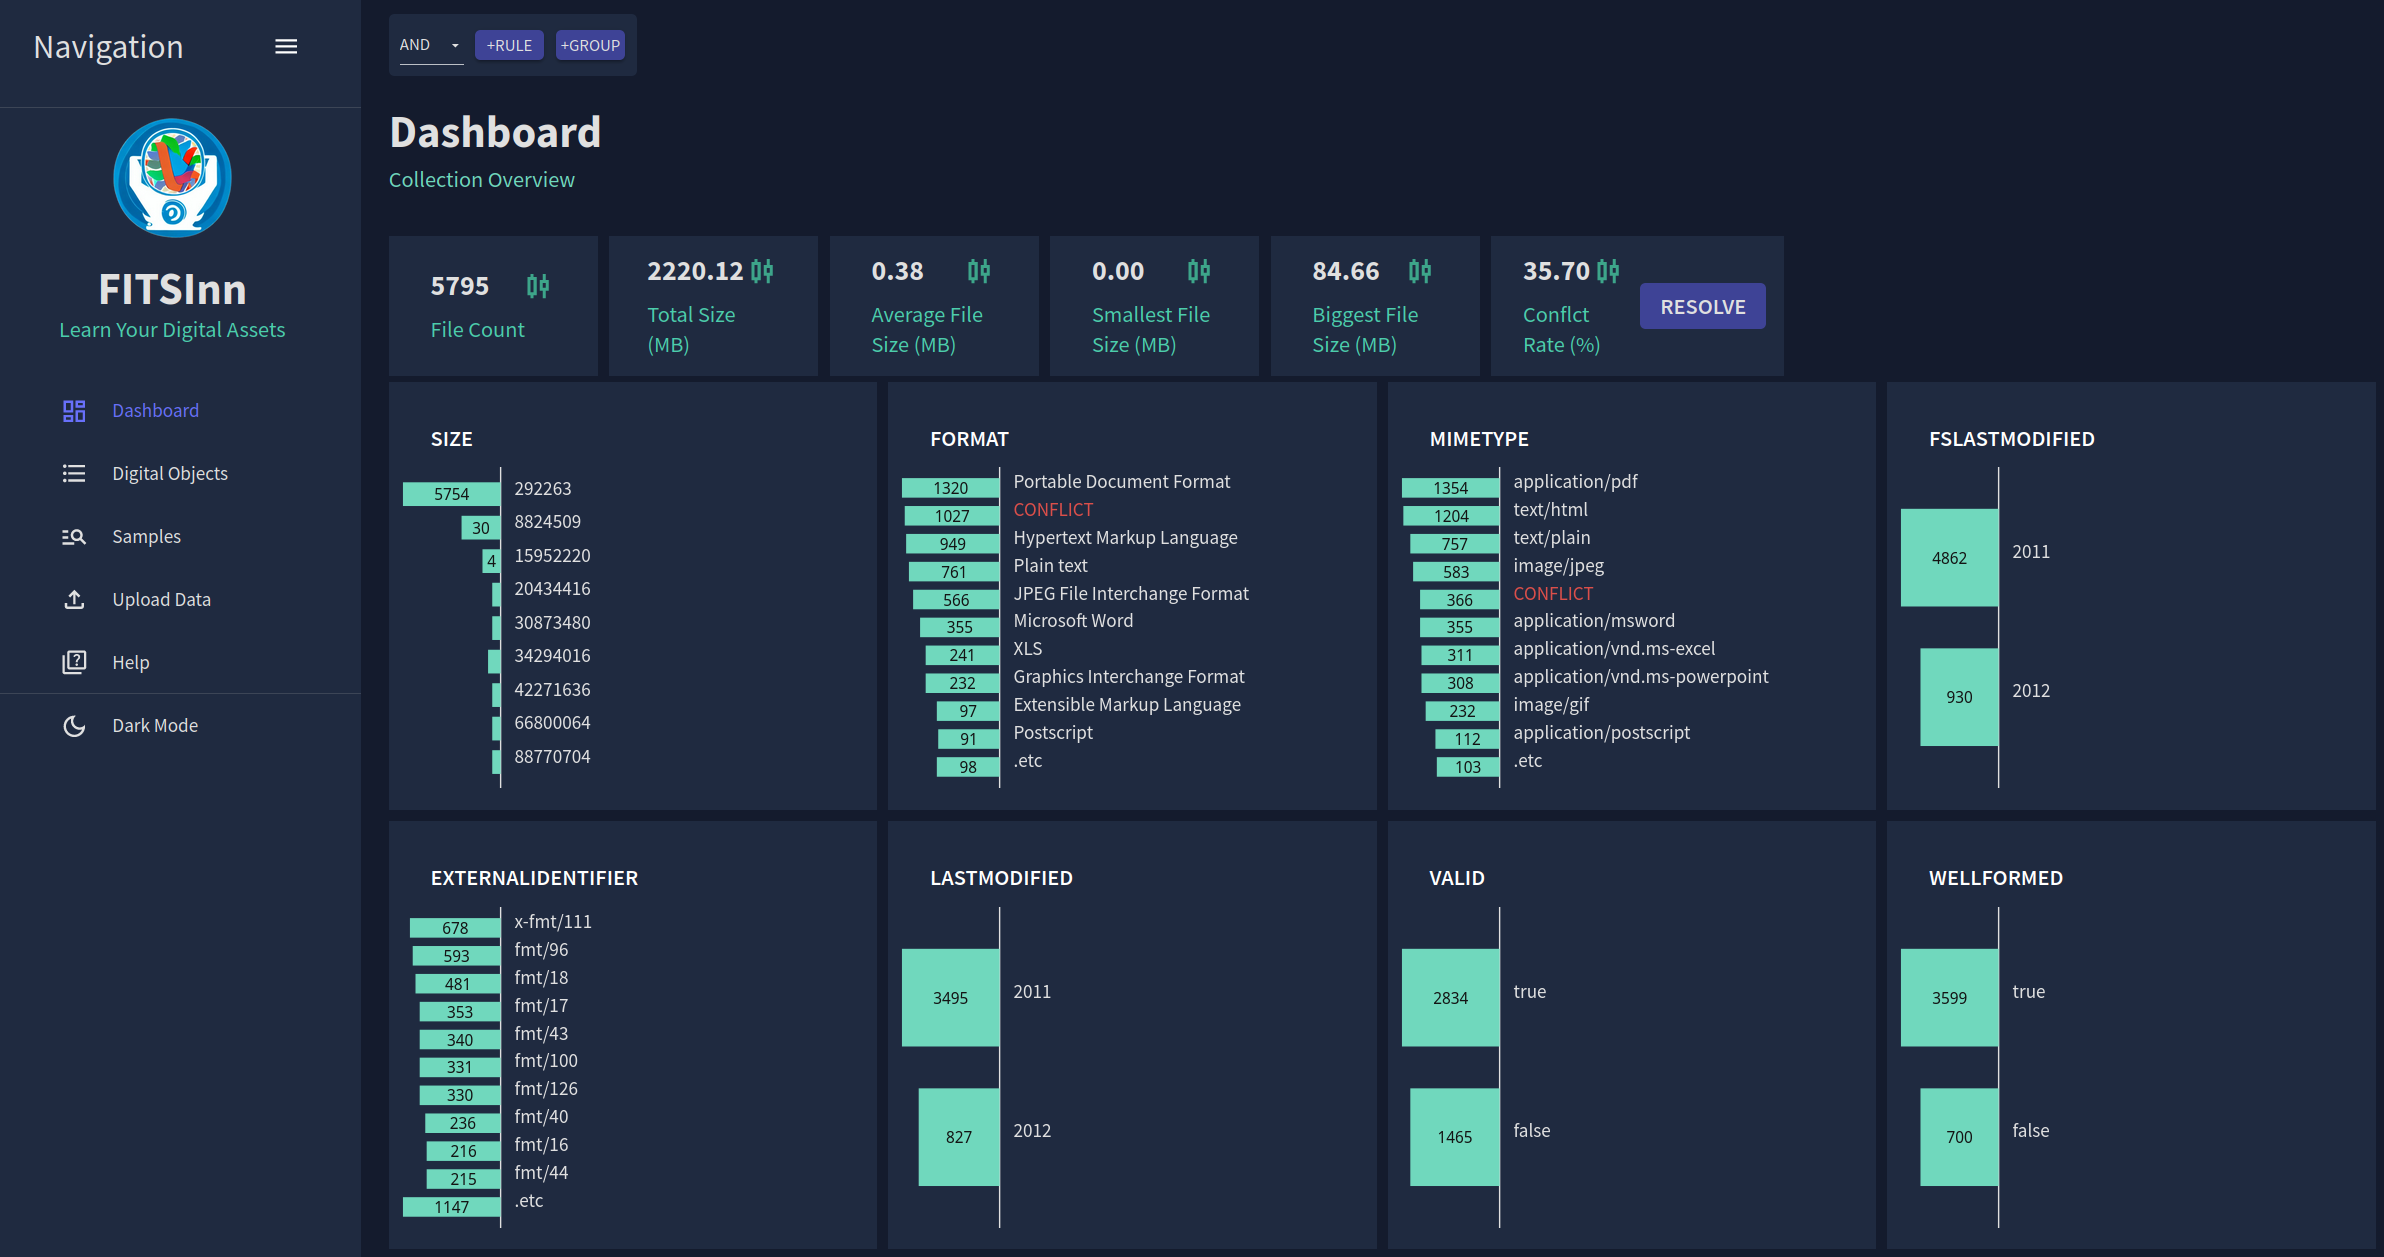 Navigation
FITSInn
Learn Your Digital Assets
Dashboard
Digital Objects
Samples
Upload Data
Help
Dark Mode
AND +RULE +GROUP
Dashboard
Collection Overview
5795
File Count
2220.12
Total Size
(MB)
0.38
Average File
Size (MB)
0.00
Smallest File
Size (MB)
84.66
Biggest File
Size (MB)
35.70
Conflct
Rate (%)
RESOLVE
SIZE
5754 292263
30 8824509
4 15952220
20434416
30873480
34294016
42271636
66800064
88770704
FORMAT
1320 Portable Document Format
1027 CONFLICT
949 Hypertext Markup Language
761 Plain text
566 JPEG File Interchange Format
355 Microsoft Word
241 XLS
232 Graphics Interchange Format
97 Extensible Markup Language
91 Postscript
98 .etc
MIMETYPE
1354 application/pdf
1204 text/html
757 text/plain
583 image/jpeg
366 CONFLICT
355 application/msword
311 application/vnd.ms-excel
308 application/vnd.ms-powerpoint
232 image/gif
112 application/postscript
103 .etc
FSLASTMODIFIED
4862 2011
930 2012
EXTERNALIDENTIFIER
678 x-fmt/111
593 fmt/96
481 fmt/18
353 fmt/17
340 fmt/43
331 fmt/100
330 fmt/126
236 fmt/40
216 fmt/16
215 fmt/44
1147 .etc
LASTMODIFIED
3495 2011
827 2012
VALID
2834 true
1465 false
WELLFORMED
3599 true
700 false